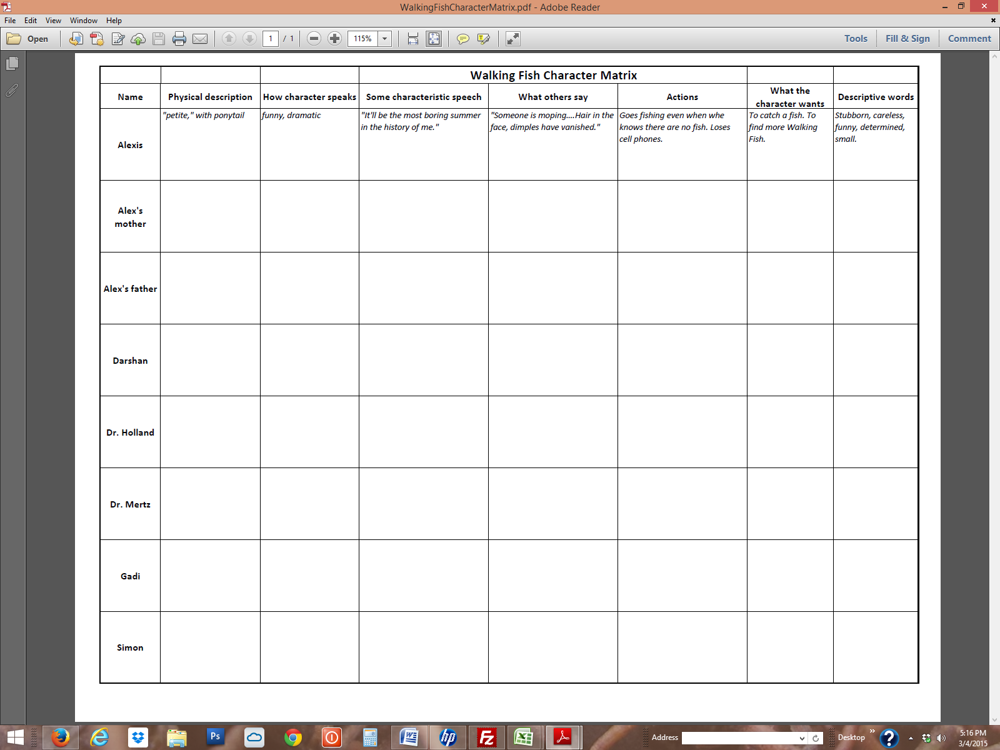 WalkingFishCharacterMatrix.pdf - Adobe Reader
File Edit View Window Help
Open 1 / 1 115% Tools Fill & Sign Comment
Walking Fish Character Matrix
Name Physical description How character speaks Some characteristic speech What others say Actions What the character wants Descriptive words
Alexis
"petite," with ponytail
funny, dramatic
"It'll be the most boring summer
in the history of me."
"Someone is moping....Hair in the
face, dimples have vanished."
Goes fishing even when whe
knows there are no fish. Loses
cell phones.
To catch a fish. To
find more Walking
Fish.
Stubborn, careless,
funny, determined,
small.
Alex's
mother
Alex's father
Darshan
Dr. Holland
Dr. Mertz
Gadi
Simon
Ps
W
hp
Fz
X
Address
Desktop
»
?
5:16 PM
3/4/2015